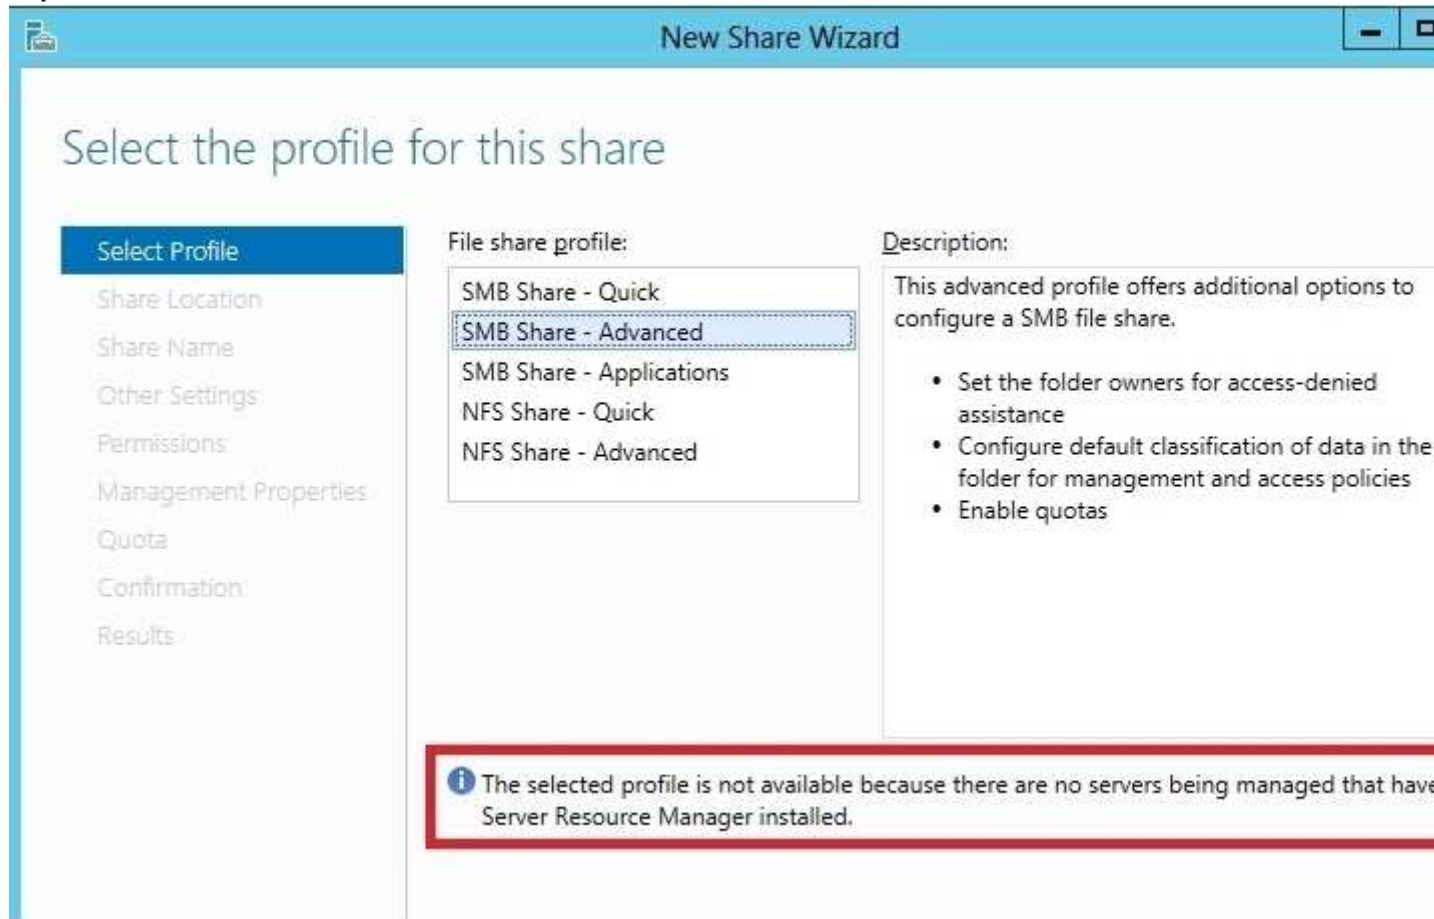 New Share Wizard
Select the profile for this share
Select Profile
Share Location
Share Name
Other Settings
Permissions
Management Properties
Quota
Confirmation
Results
File share profile:
SMB Share - Quick
SMB Share - Advanced
SMB Share - Applications
NFS Share - Quick
NFS Share - Advanced
Description:
This advanced profile offers additional options to
configure a SMB file share.
• Set the folder owners for access-denied
assistance
• Configure default classification of data in the
folder for management and access policies
• Enable quotas
The selected profile is not available because there are no servers being managed that have
Server Resource Manager installed.